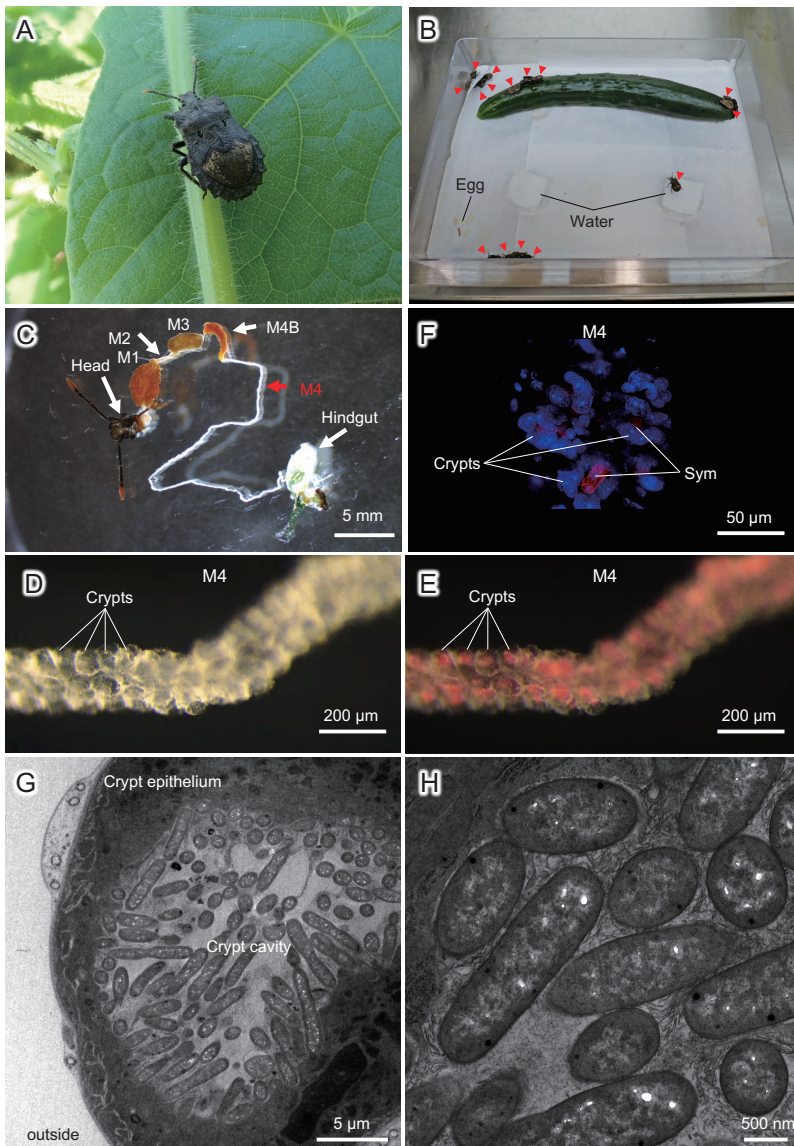 A
B
Egg
Water
C
M3
M4B
M2
M1
Head
M4
Hindgut
5 mm
F
M4
Crypts
Sym
50 µm
D
M4
Crypts
200 µm
E
M4
Crypts
200 µm
G
Crypt epithelium
Crypt cavity
outside
5 µm
H
500 nm